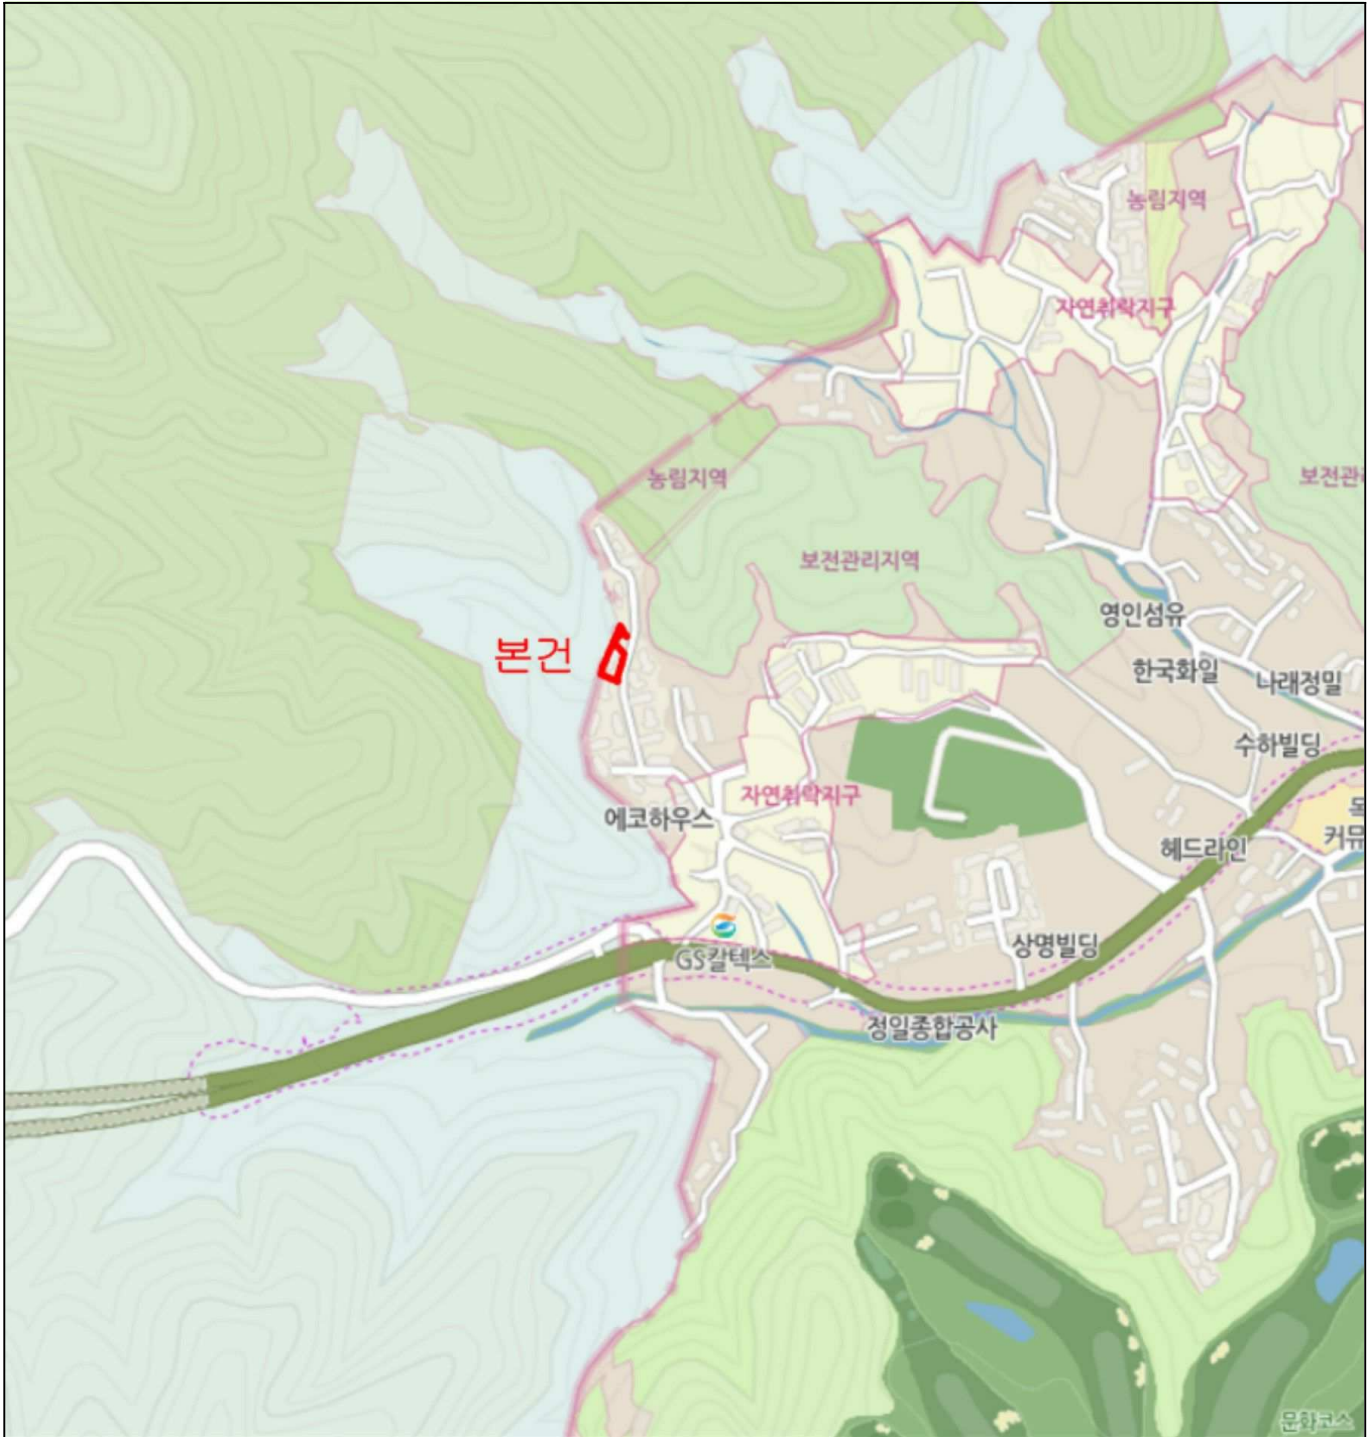 농림지역
자연취락지구
농림지역
보전관
보전관리지역
영인섬유
본건
한국화일
나래정밀
수하빌딩
자연취락지구
에코하우스
커뮤
헤드라인
상명빌딩
GS칼텍스
정일종합공사
문화코스